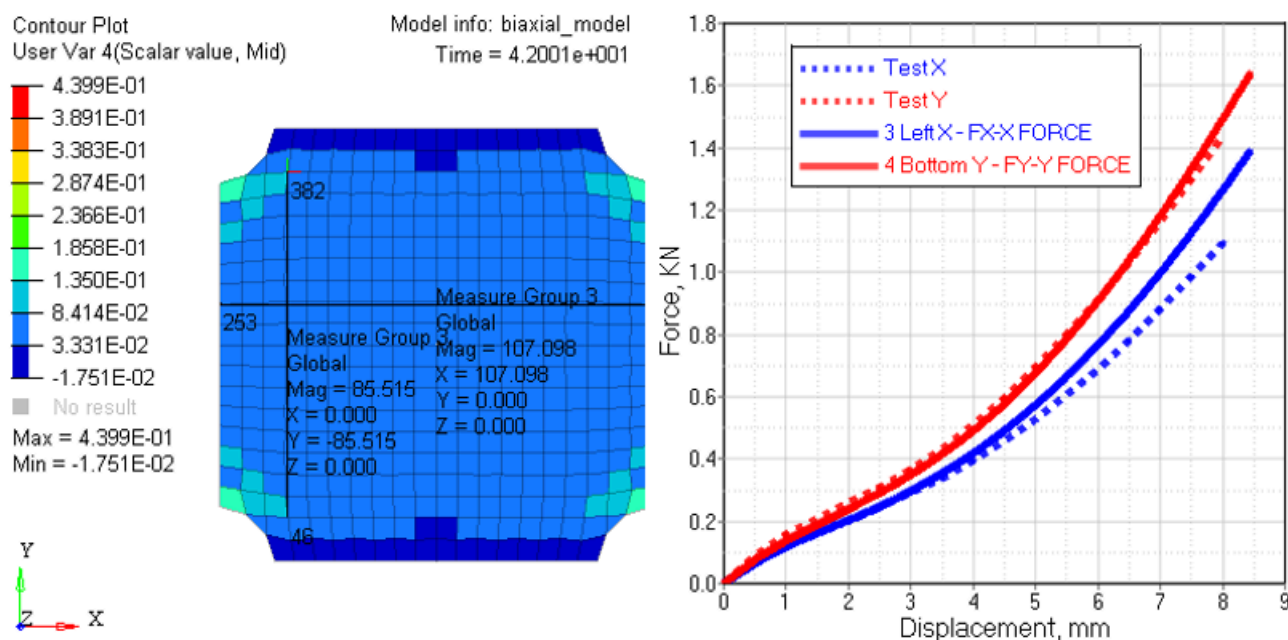 Contour Plot
User Var 4(Scalar value, Mid)
4.399E-01
3.891E-01
3.383E-01
2.874E-01
2.366E-01
1.858E-01
1.350E-01
8.414E-02
3.331E-02
-1.751E-02
No result
Max = 4.399E-01
Min = -1.751E-02
Model info: biaxial_model
Time = 4.2001e+001
382
253
Measure Group 3
Global
Mag = 107.098
X = 107.098
Y = 0.000
Z = 0.000
Measure Group 3
Global
Mag = 85.515
X = 0.000
Y = -85.515
Z = 0.000
46
Y
Z
X
Force, KN
1.8
1.6
1.4
1.2
1.0
0.8
0.6
0.4
0.2
0.0
Test X
Test Y
3 Left X - FX-X FORCE
4 Bottom Y - FY-Y FORCE
0 1 2 3 4 5 6 7 8 9
Displacement, mm